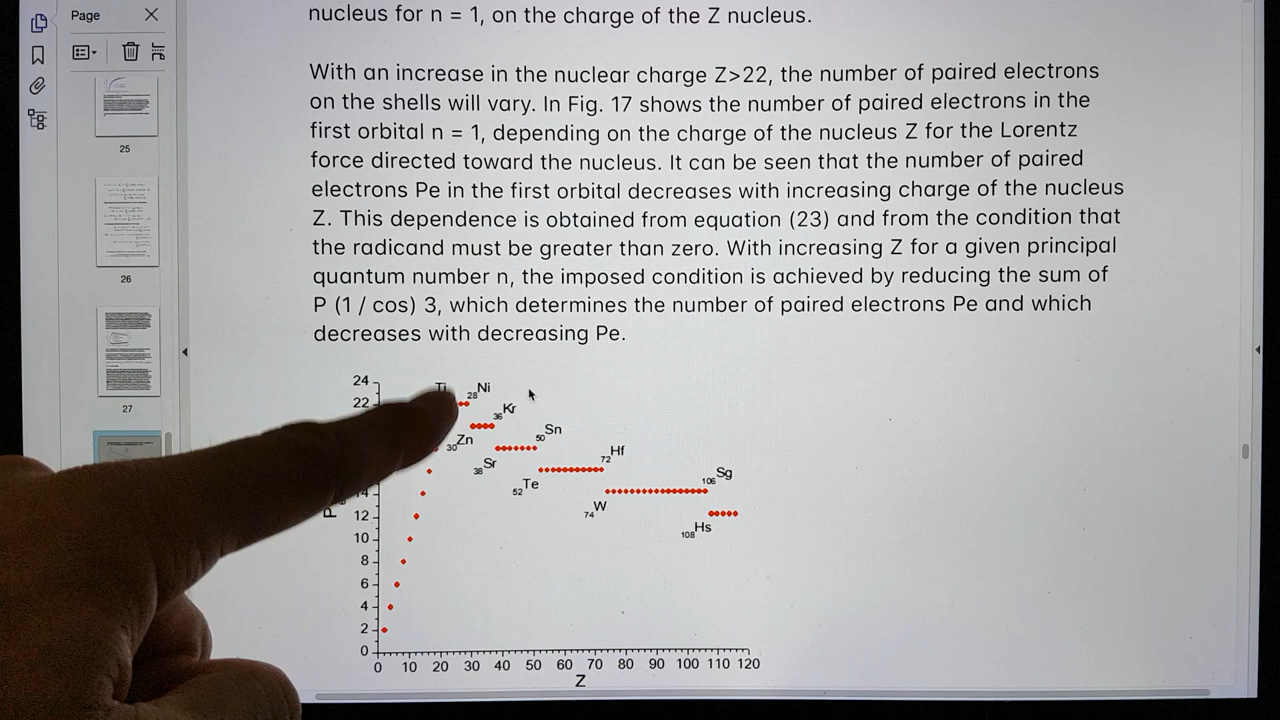 Page
25
26
27
nucleus for n = 1, on the charge of the Z nucleus.
With an increase in the nuclear charge Z>22, the number of paired electrons
on the shells will vary. In Fig. 17 shows the number of paired electrons in the
first orbital n = 1, depending on the charge of the nucleus Z for the Lorentz
force directed toward the nucleus. It can be seen that the number of paired
electrons Pe in the first orbital decreases with increasing charge of the nucleus
Z. This dependence is obtained from equation (23) and from the condition that
the radicand must be greater than zero. With increasing Z for a given principal
quantum number n, the imposed condition is achieved by reducing the sum of
P (1 / cos) 3, which determines the number of paired electrons Pe and which
decreases with decreasing Pe.
24
22
14
12
10
8
6
4
2
0
Ti
28Ni
36Kr
30Zn
50Sn
38Sr
72Hf
52Te
106Sg
74W
108Hs
P
0 10 20 30 40 50 60 70 80 90 100 110 120
Z